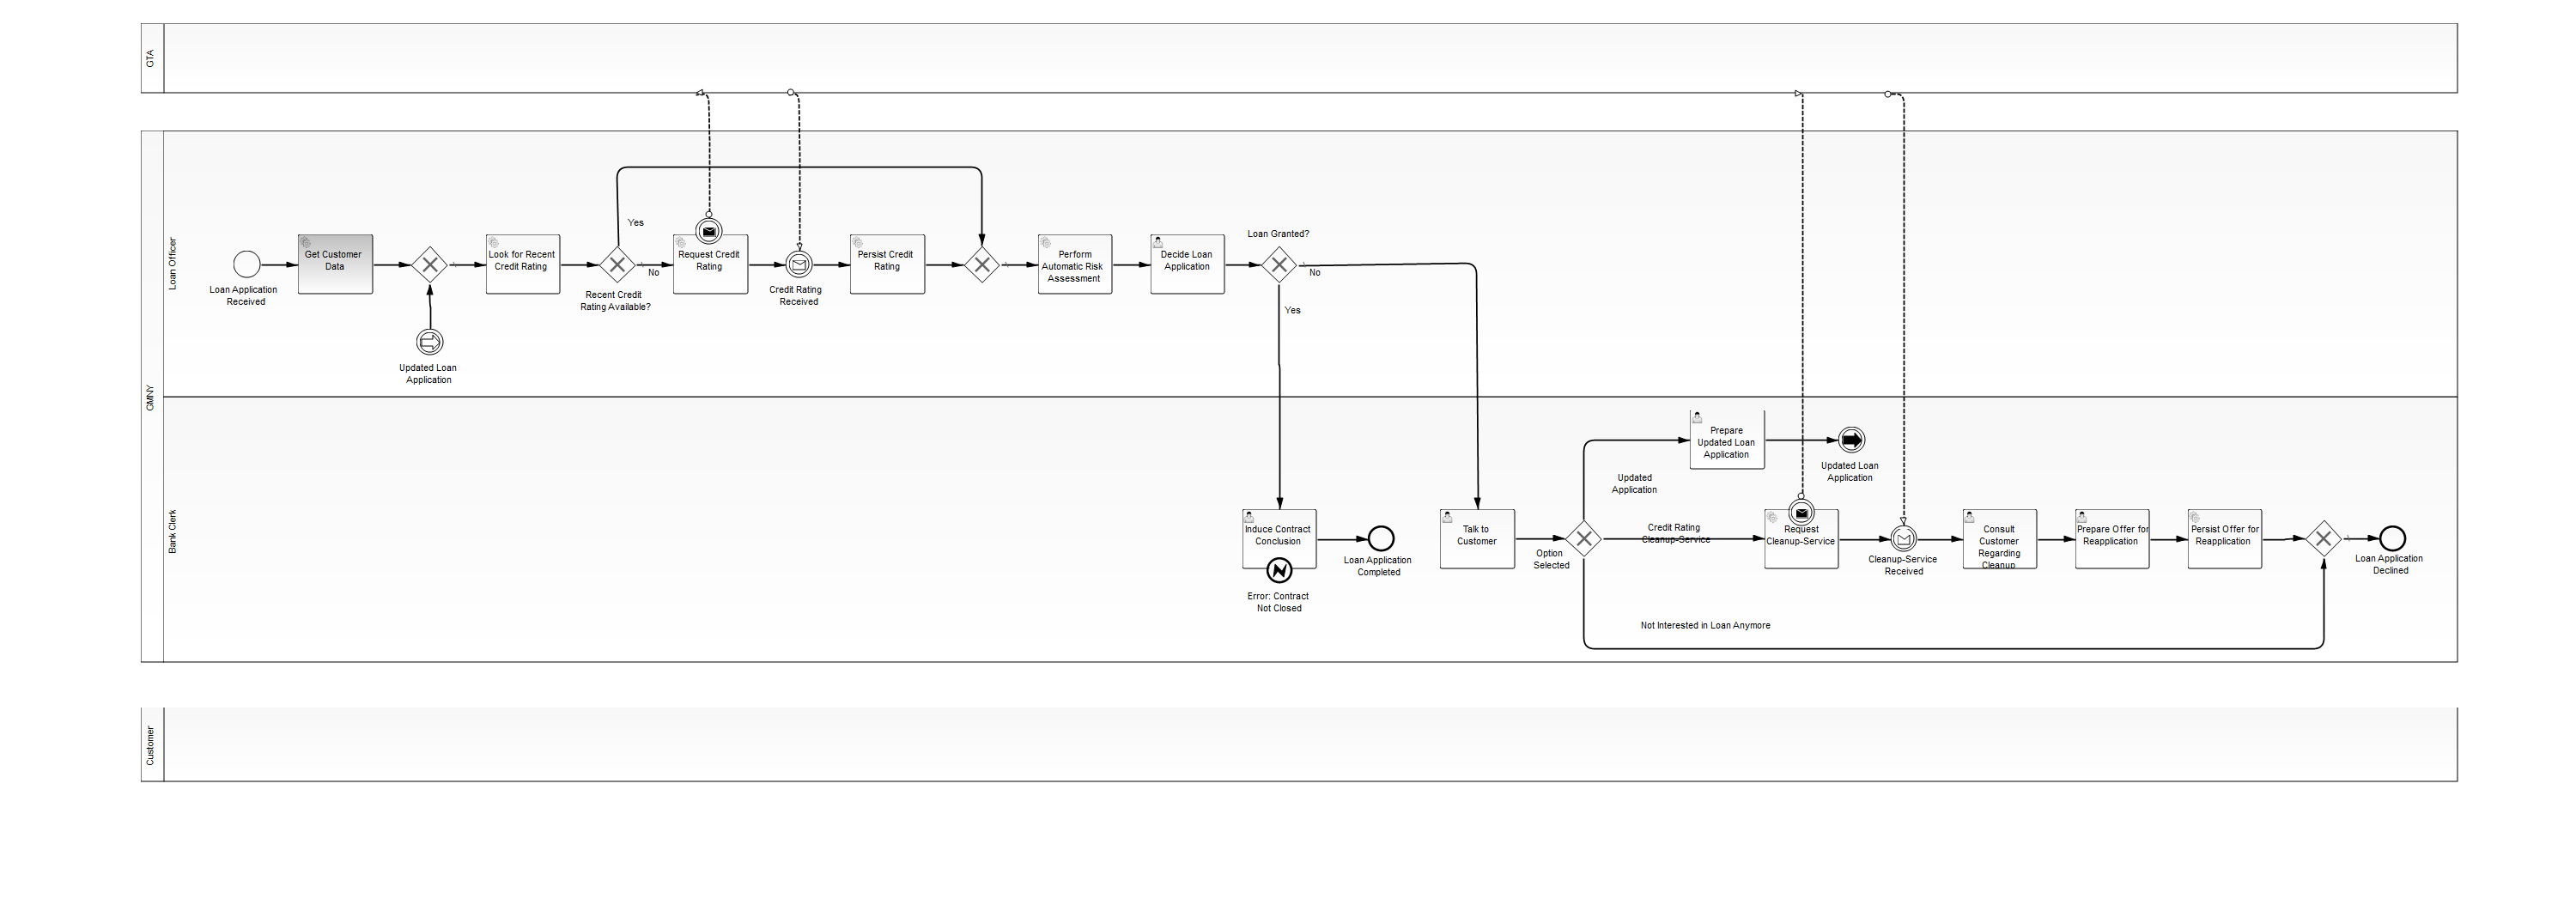 GTA
GMNY
Loan Officer
Loan Application
Received
Get Customer
Data
Updated Loan
Application
Look for Recent
Credit Rating
Yes
No
Recent Credit
Rating Available?
Request Credit
Rating
Credit Rating
Received
Persist Credit
Rating
Perform
Automatic Risk
Assessment
Decide Loan
Application
Loan Granted?
No
Yes
Bank Clerk
Induce Contract
Conclusion
Error: Contract
Not Closed
Loan Application
Completed
Talk to
Customer
Option
Selected
Updated
Application
Prepare
Updated Loan
Application
Updated Loan
Application
Credit Rating
Cleanup-Service
Request
Cleanup-Service
Cleanup-Service
Received
Consult
Customer
Regarding
Cleanup
Prepare Offer for
Reapplication
Persist Offer for
Reapplication
Loan Application
Declined
Not Interested in Loan Anymore
Customer